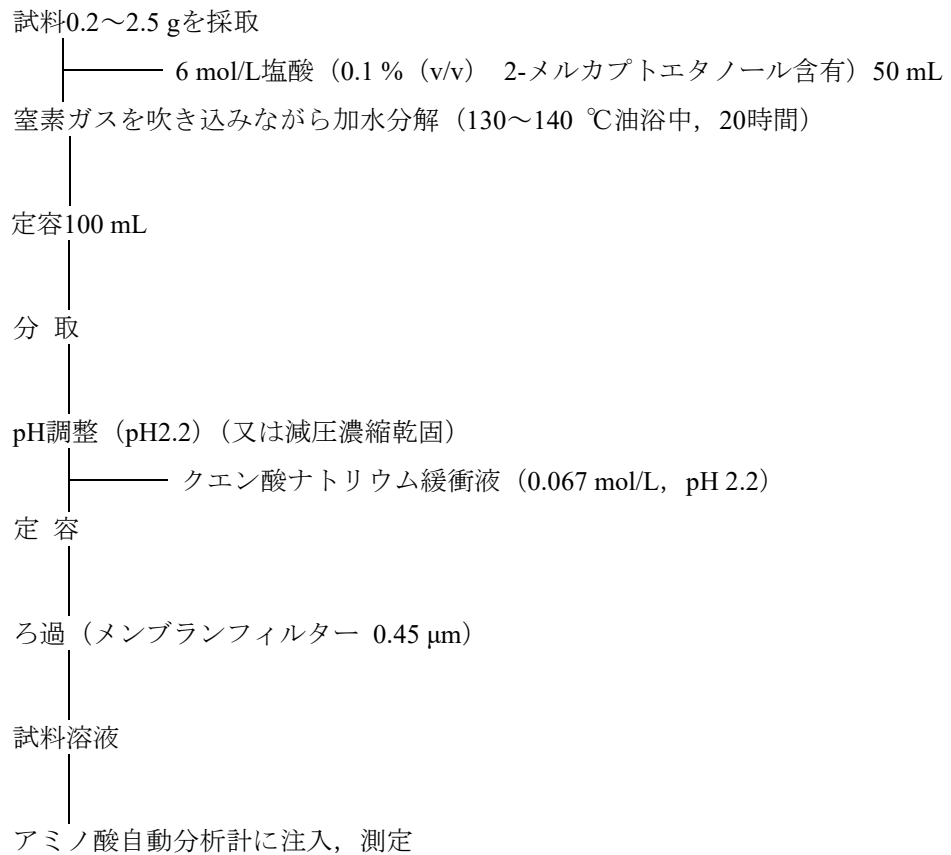 試料0.2～2.5 gを採取
6 mol/L塩酸（0.1 %（v/v） 2-メルカプトエタノール含有）50 mL
窒素ガスを吹き込みながら加水分解（130～140 ℃油浴中，20時間）
定容100 mL
分 取
pH調整（pH2.2）（又は減圧濃縮乾固）
クエン酸ナトリウム緩衝液（0.067 mol/L，pH 2.2）
定 容
ろ過（メンブランフィルター 0.45 μm）
試料溶液
アミノ酸自動分析計に注入，測定